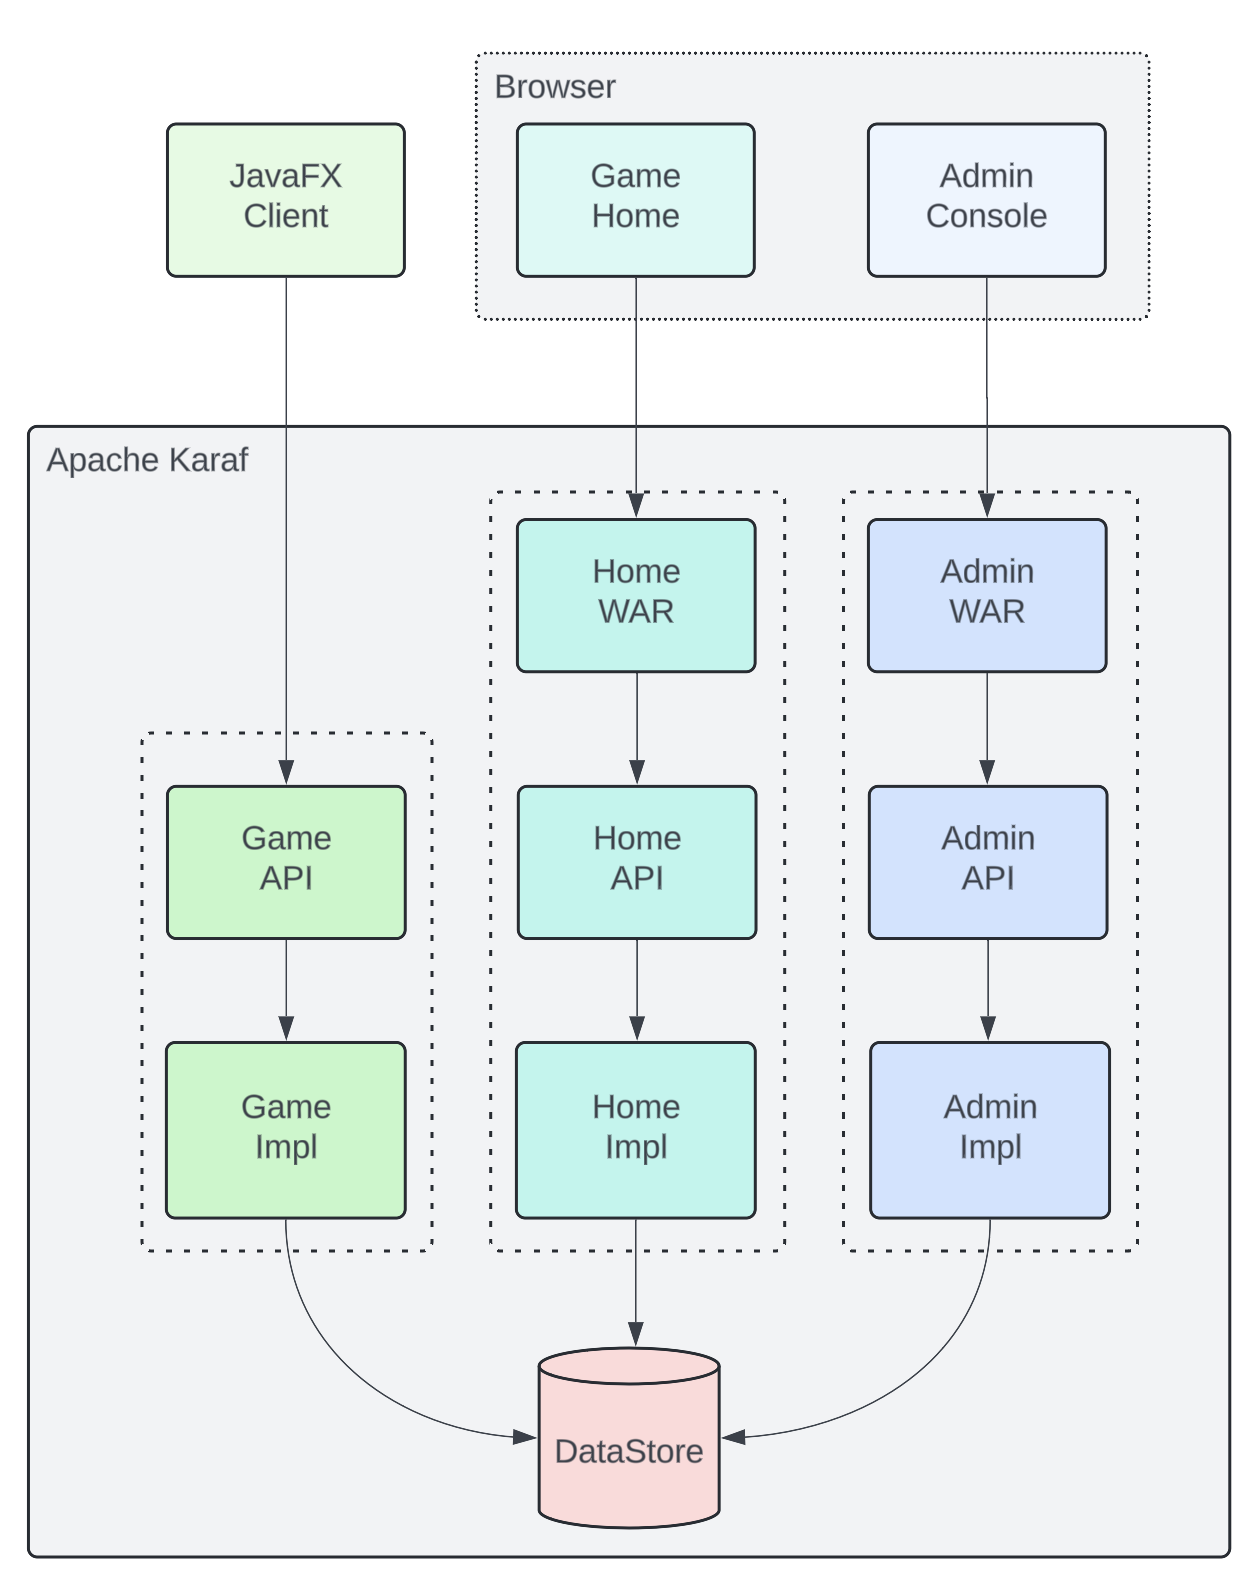 Browser
JavaFX
Client
Game
Home
Admin
Console
Apache Karaf
Home
WAR
Admin
WAR
Game
API
Home
API
Admin
API
Game
Impl
Home
Impl
Admin
Impl
DataStore